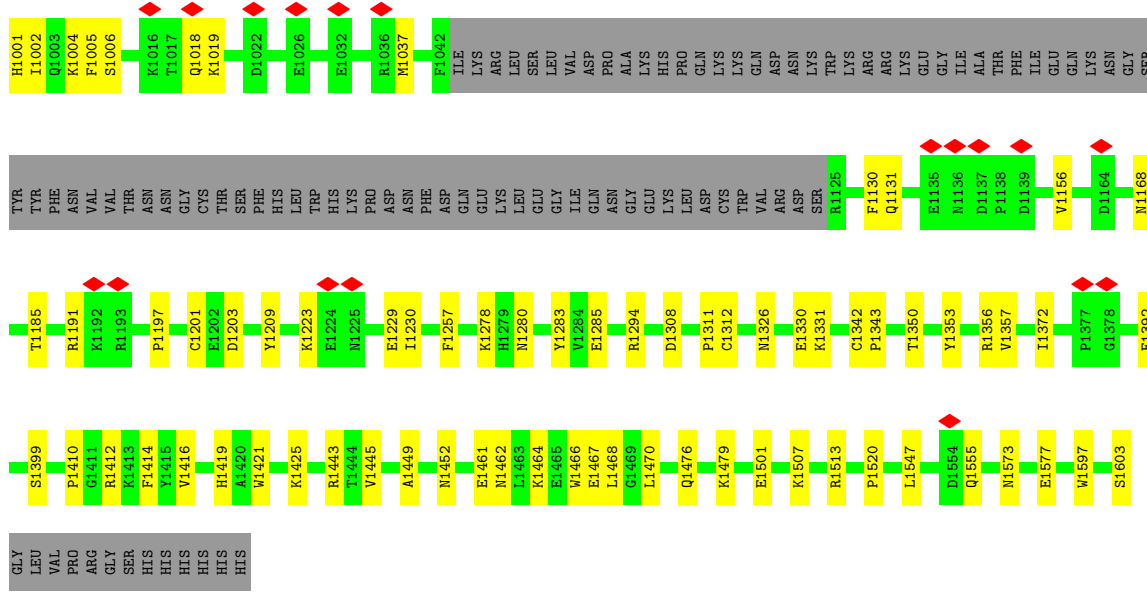 H1001 I1002 Q1003 K1004 F1005 S1006 K1016 T1017 Q1018 K1019 D1022 E1026 E1032 R1036 M1037 F1042 ILE LYS ARG LEU SER LEU VAL ASP PRO ALA LYS HIS PRO GLN LYS LYS GLN ASP ASN LYS TRP LYS ARG ARG LYS GLU GLY ILE ALA THR PHE ILE GLU GLN LYS ASN GLY SER
TYR TYR PHE ASN VAL VAL THR ASN ASN GLY CYS THR SER PHE HIS LEU TRP HIS LYS PRO ASP ASN PHE ASP GLN GLU LYS LEU GLU GLY ILE GLN ASN GLY GLU LYS LEU ASP CYS TRP VAL ARG ASP SER R1125 F1130 Q1131 E1135 N1136 D1137 P1138 D1139 V1156 D1164 N1168
T1185 R1191 K1192 R1193 P1197 C1201 E1202 D1203 Y1209 K1223 E1224 N1225 E1229 I1230 F1257 K1278 H1279 N1280 Y1283 V1284 E1285 R1294 D1308 P1311 C1312 N1326 E1330 K1331 C1342 P1343 T1350 Y1353 R1356 V1357 I1372 P1377 G1378
S1399 P1410 G1411 R1412 K1413 F1414 Y1415 V1416 H1419 A1420 W1421 K1425 R1443 T1444 V1445 A1449 N1452 E1461 N1462 L1463 K1464 E1465 W1466 E1467 L1468 G1469 L1470 Q1476 K1479 E1501 K1507 R1513 P1520 L1547 D1554 Q1555 N1573 E1577 W1597 S1603
GLY LEU VAL PRO ARG GLY SER HIS HIS HIS HIS HIS HIS